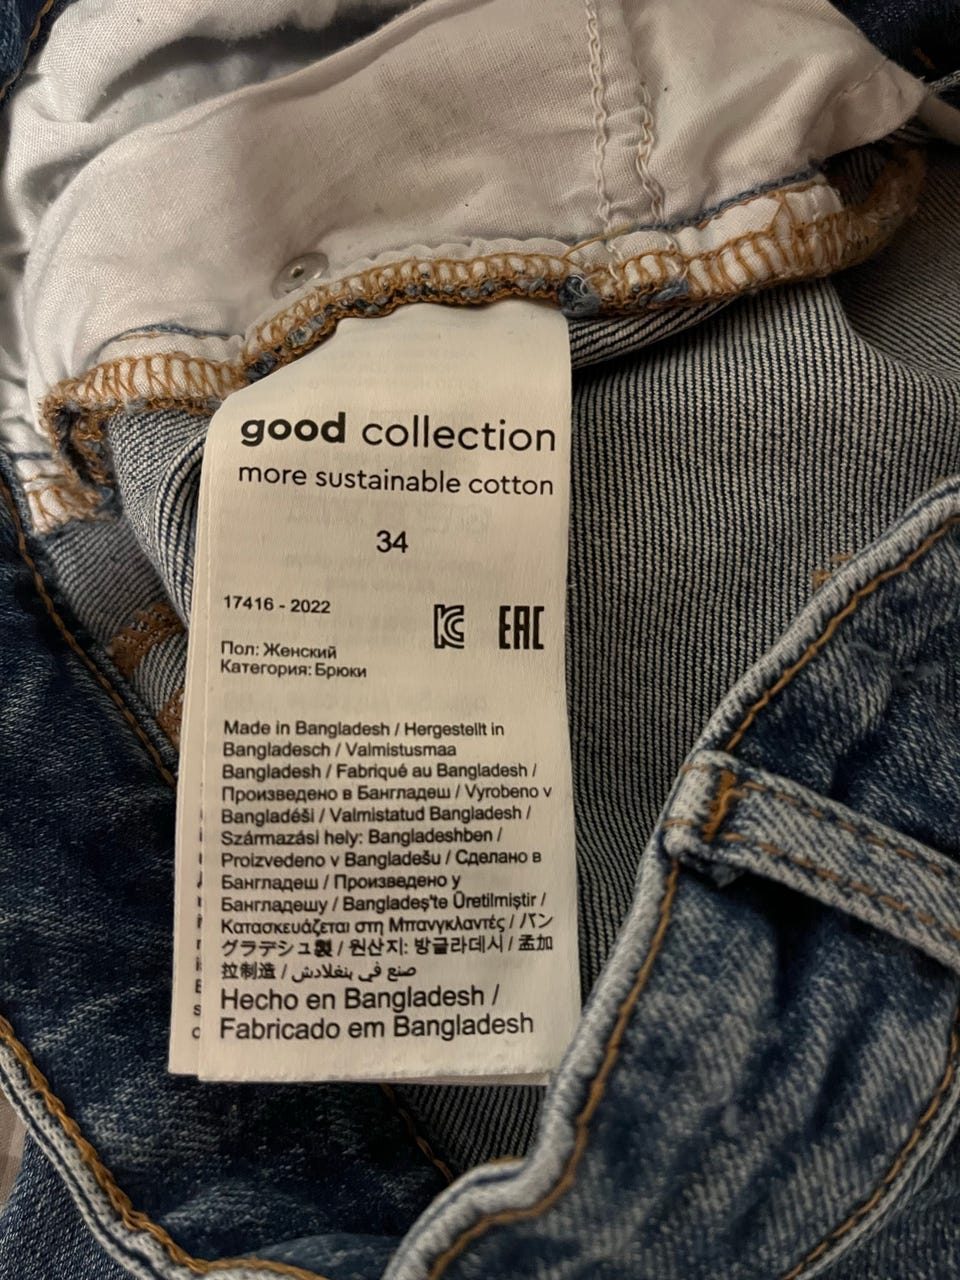 good collection
more sustainable cotton
34
17416 - 2022
EAC
Пол: Женский
Категория: Брюки
Made in Bangladesh / Hergestellt in
Bangladesch / Valmistusmaa
Bangladesh / Fabriqué au Bangladesh /
Произведено в Бангладеш / Vyrobeno v
Bangladéši / Valmistatud Bangladesh /
Származási hely: Bangladeshben /
Proizvedeno v Bangladešu / Сделано в
Бангладеш / Произведено у
Бангладешу / Bangladeş'te Üretilmiştir /
Κατασκευάζεται στη Μπανγκλαντές / バン
グラデシュ製 / 원산지: 방글라데시 / 孟加
拉制造 / صنع في بنغلادش
Hecho en Bangladesh /
Fabricado em Bangladesh